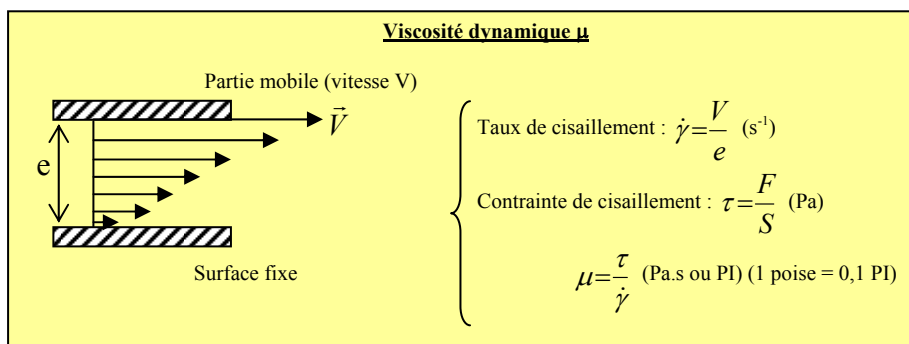 Viscosité dynamique μ
Partie mobile (vitesse V)
V⃗
e
Surface fixe
Taux de cisaillement : γ̇ = V/e (s⁻¹)
Contrainte de cisaillement : τ = F/S (Pa)
μ = τ/γ̇ (Pa.s ou PI) (1 poise = 0,1 PI)